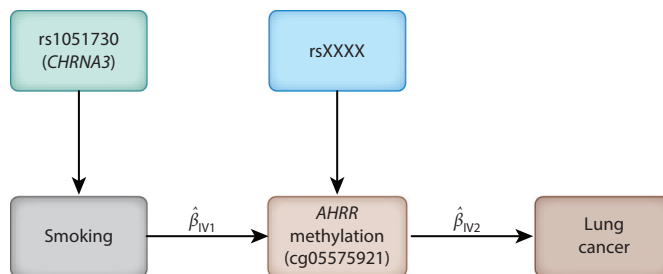 rs1051730
(CHRNA3)
rsXXXX
Smoking
β̂IV1
AHRR
methylation
(cg05575921)
β̂IV2
Lung
cancer